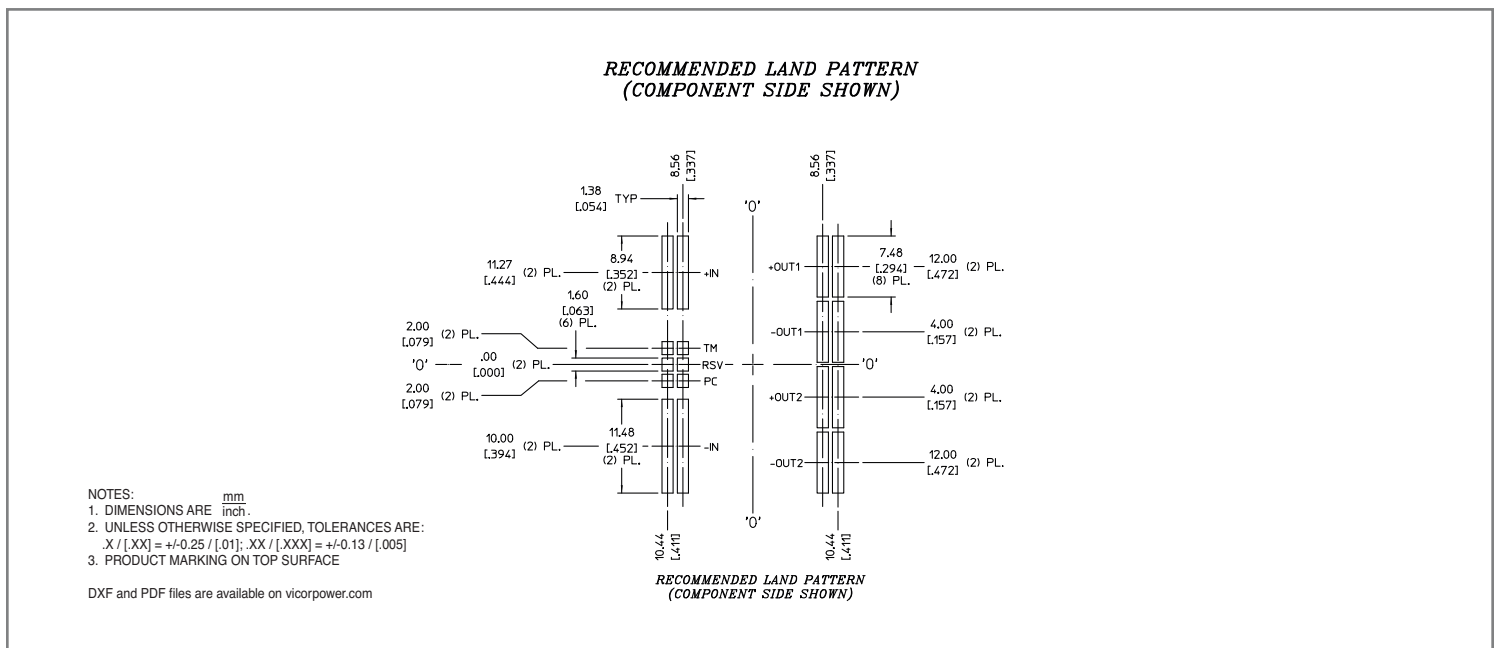 RECOMMENDED LAND PATTERN
(COMPONENT SIDE SHOWN)
8.56
[.337]
8.56
[.337]
1.38
[.054] TYP
'0'
11.27
[.444] (2) PL.
8.94
[.352]
(2) PL.
+IN
+OUT1
7.48
[.294]
(8) PL.
12.00
[.472] (2) PL.
1.60
[.063]
(6) PL.
2.00
[.079] (2) PL.
TM
-OUT1
4.00
[.157] (2) PL.
'0'
.00
[.000] (2) PL.
RSV
'0'
2.00
[.079] (2) PL.
PC
+OUT2
4.00
[.157] (2) PL.
10.00
[.394] (2) PL.
11.48
[.452]
(2) PL.
-IN
-OUT2
12.00
[.472] (2) PL.
'0'
10.44
[.411]
10.44
[.411]
RECOMMENDED LAND PATTERN
(COMPONENT SIDE SHOWN)
NOTES:
1. DIMENSIONS ARE mm
inch.
2. UNLESS OTHERWISE SPECIFIED, TOLERANCES ARE:
.X / [.XX] = +/-0.25 / [.01]; .XX / [.XXX] = +/-0.13 / [.005]
3. PRODUCT MARKING ON TOP SURFACE
DXF and PDF files are available on vicorpower.com